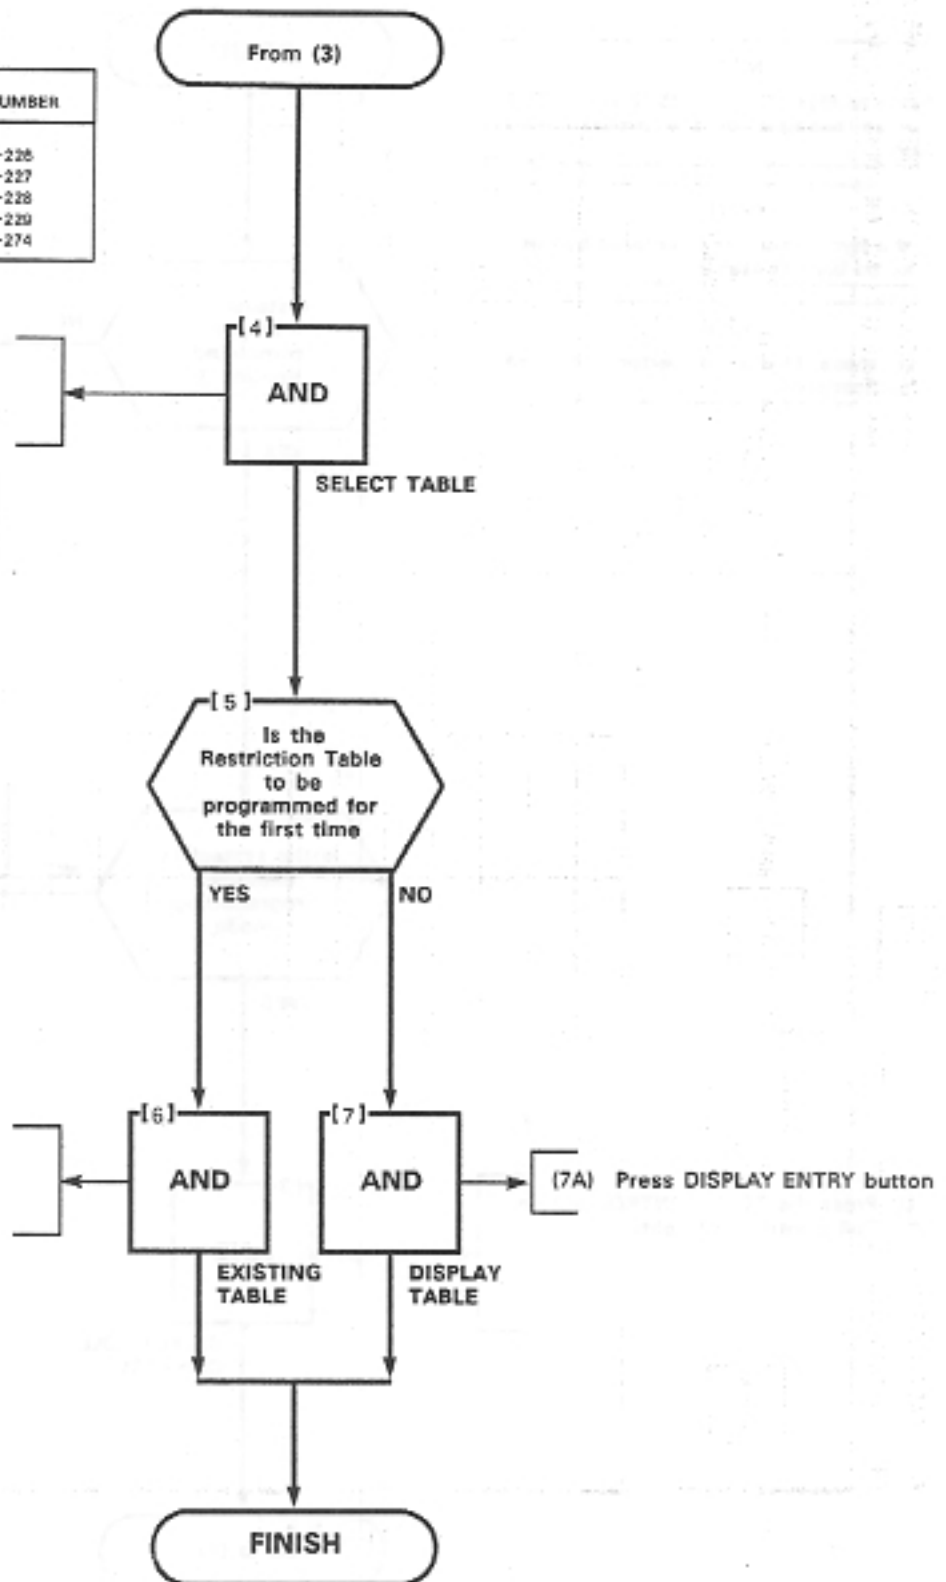 From (3)
UMBER
-226
-227
-228
-229
-274
[4]
AND
SELECT TABLE
[5]
Is the
Restriction Table
to be
programmed for
the first time
YES
NO
[6]
AND
EXISTING
TABLE
[7]
AND
DISPLAY
TABLE
(7A) Press DISPLAY ENTRY button
FINISH